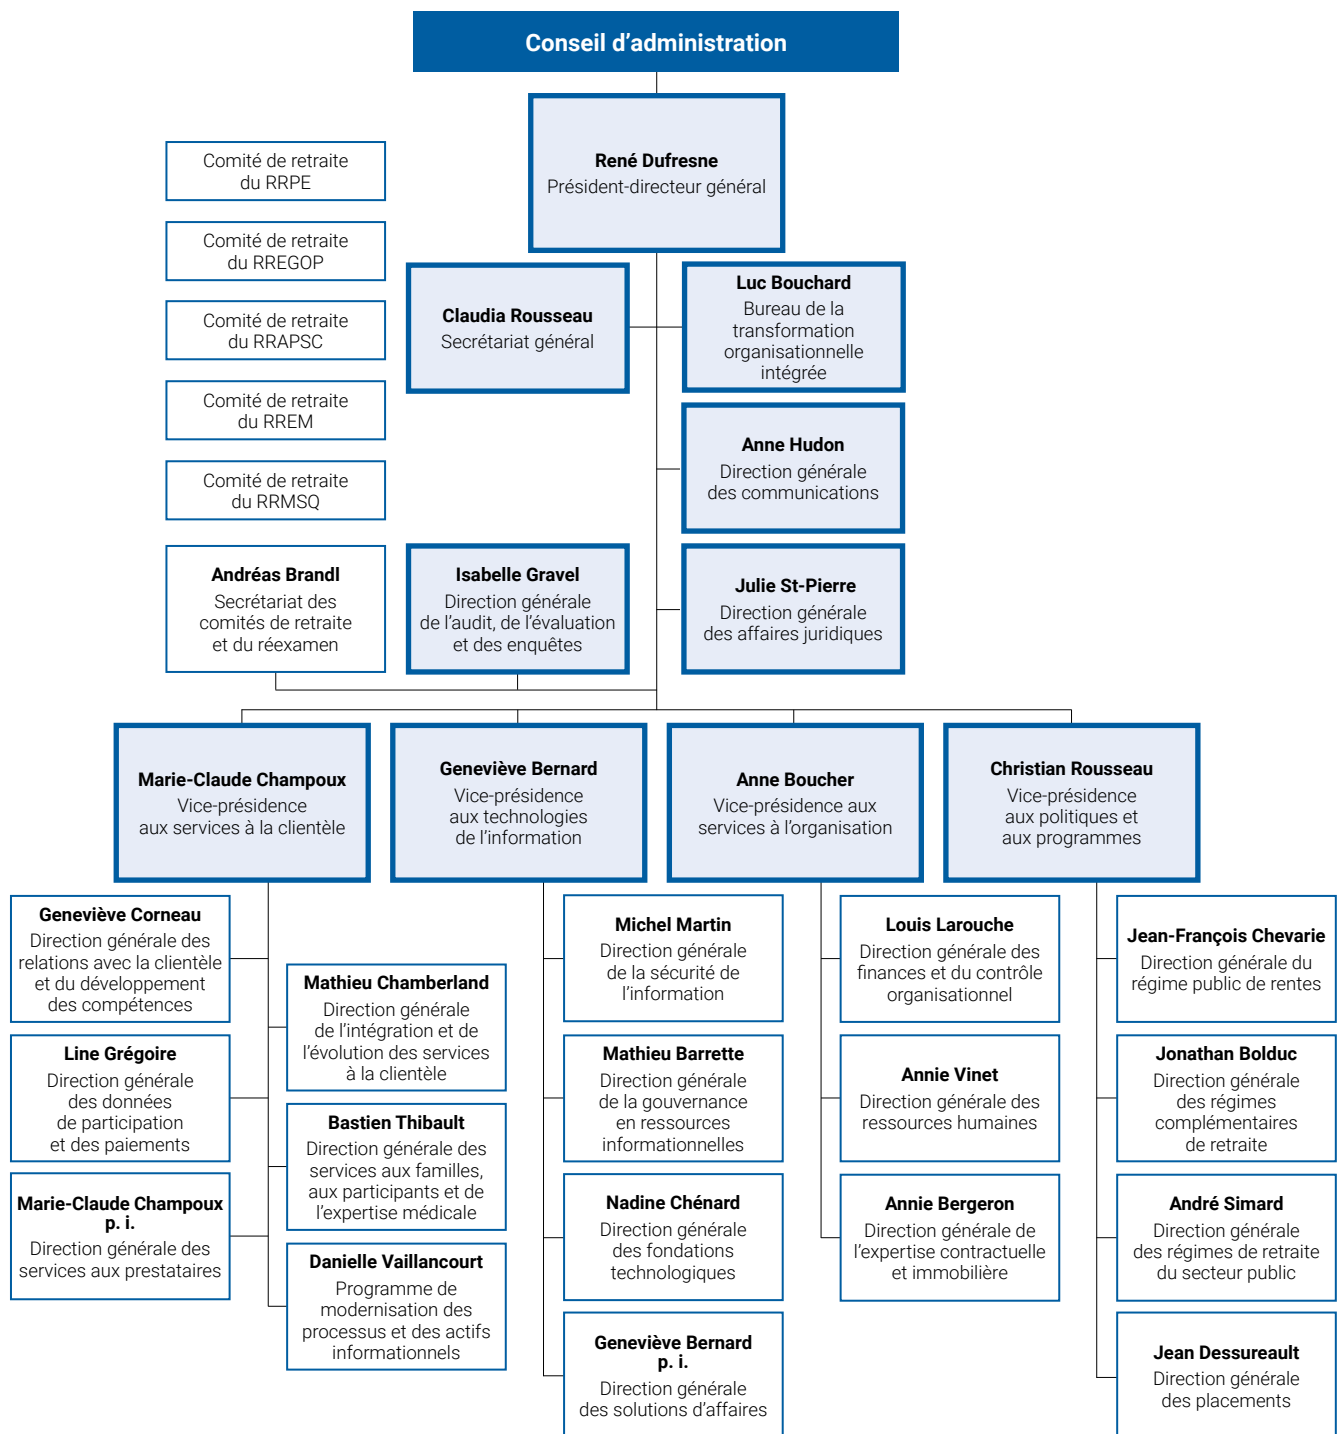 Conseil d’administration
René Dufresne
Président-directeur général
Comité de retraite
du RRPE
Comité de retraite
du RREGOP
Comité de retraite
du RRAPSC
Comité de retraite
du RREM
Comité de retraite
du RRMSQ
Claudia Rousseau
Secrétariat général
Luc Bouchard
Bureau de la
transformation
organisationnelle
intégrée
Anne Hudon
Direction générale
des communications
Andréas Brandl
Secrétariat des
comités de retraite
et du réexamen
Isabelle Gravel
Direction générale
de l’audit, de l’évaluation
et des enquêtes
Julie St-Pierre
Direction générale
des affaires juridiques
Marie-Claude Champoux
Vice-présidence
aux services à la clientèle
Geneviève Bernard
Vice-présidence
aux technologies
de l’information
Anne Boucher
Vice-présidence aux
services à l’organisation
Christian Rousseau
Vice-présidence
aux politiques et
aux programmes
Geneviève Corneau
Direction générale des
relations avec la clientèle
et du développement
des compétences
Line Grégoire
Direction générale
des données
de participation
et des paiements
Marie-Claude Champoux
p. i.
Direction générale des
services aux prestataires
Mathieu Chamberland
Direction générale
de l’intégration et de
l’évolution des services
à la clientèle
Bastien Thibault
Direction générale des
services aux familles,
aux participants et de
l’expertise médicale
Danielle Vaillancourt
Programme de
modernisation des
processus et des actifs
informationnels
Michel Martin
Direction générale
de la sécurité de
l’information
Mathieu Barrette
Direction générale
de la gouvernance
en ressources
informationnelles
Nadine Chénard
Direction générale
des fondations
technologiques
Geneviève Bernard
p. i.
Direction générale
des solutions d’affaires
Louis Larouche
Direction générale des
finances et du contrôle
organisationnel
Annie Vinet
Direction générale des
ressources humaines
Annie Bergeron
Direction générale de
l’expertise contractuelle
et immobilière
Jean-François Chevarie
Direction générale du
régime public de rentes
Jonathan Bolduc
Direction générale
des régimes
complémentaires
de retraite
André Simard
Direction générale
des régimes de retraite
du secteur public
Jean Dessureault
Direction générale
des placements